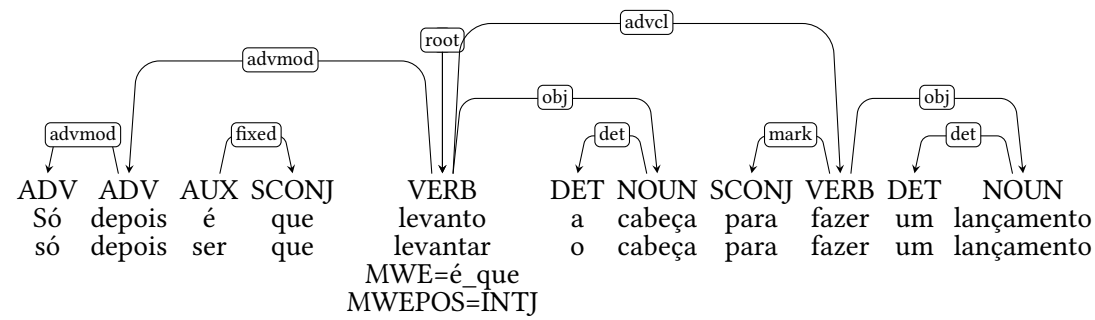 advcl
root
advmod
obj obj
advmod fixed det mark det
ADV ADV AUX SCONJ VERB DET NOUN SCONJ VERB DET NOUN
Só depois é que levanto a cabeça para fazer um lançamento
só depois ser que levantar o cabeça para fazer um lançamento
MWE=é_que
MWEPOS=INTJ